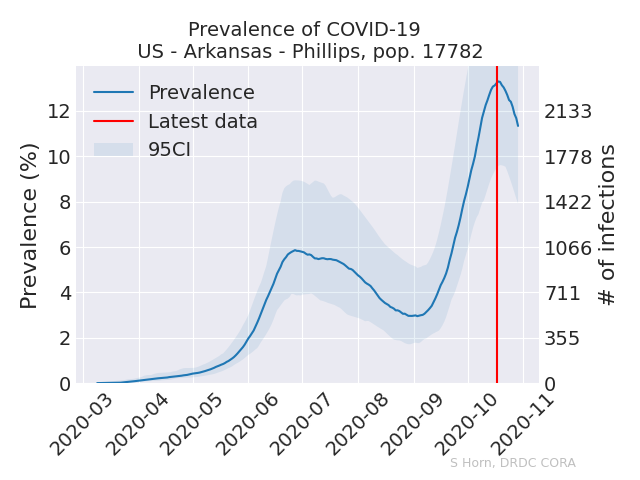 Prevalence of COVID-19
US - Arkansas - Phillips, pop. 17782
Prevalence
Latest data
95CI
Prevalence (%)
12
10
8
6
4
2
0
2133
1778
1422
1066
711
355
0
# of infections
2020-03
2020-04
2020-05
2020-06
2020-07
2020-08
2020-09
2020-10
2020-11
S Horn, DRDC CORA